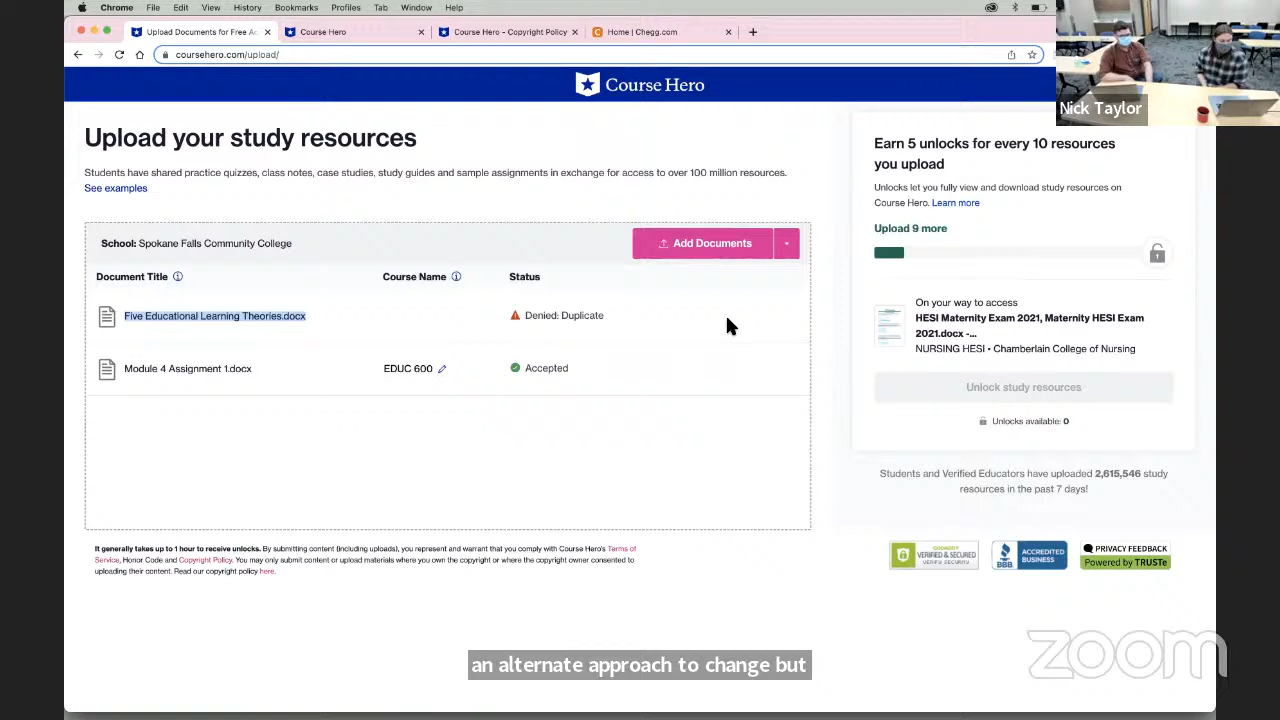 Chrome File Edit View History Bookmarks Profiles Tab Window Help
Upload Documents for Free Ac
Course Hero
Course Hero - Copyright Policy
Home | Chegg.com
coursehero.com/upload/
Course Hero
Nick Taylor
Upload your study resources
Students have shared practice quizzes, class notes, case studies, study guides and sample assignments in exchange for access to over 100 million resources.
See examples
School: Spokane Falls Community College
Add Documents
Document Title
Course Name
Status
Five Educational Learning Theories.docx
Denied: Duplicate
Module 4 Assignment 1.docx
EDUC 600
Accepted
It generally takes up to 1 hour to receive unlocks. By submitting content (including uploads), you represent and warrant that you comply with Course Hero's Terms of
Service, Honor Code and Copyright Policy. You may only submit content or upload materials where you own the copyright or where the copyright owner consented to
uploading their content. Read our copyright policy here.
Earn 5 unlocks for every 10 resources
you upload
Unlocks let you fully view and download study resources on
Course Hero. Learn more
Upload 9 more
On your way to access
HESI Maternity Exam 2021, Maternity HESI Exam
2021.docx -...
NURSING HESI • Chamberlain College of Nursing
Unlock study resources
Unlocks available: 0
Students and Verified Educators have uploaded 2,615,546 study
resources in the past 7 days!
GODADDY
VERIFIED & SECURED
VERIFY SECURITY
BBB
ACCREDITED
BUSINESS
PRIVACY FEEDBACK
Powered by TRUSTe
an alternate approach to change but
zoom